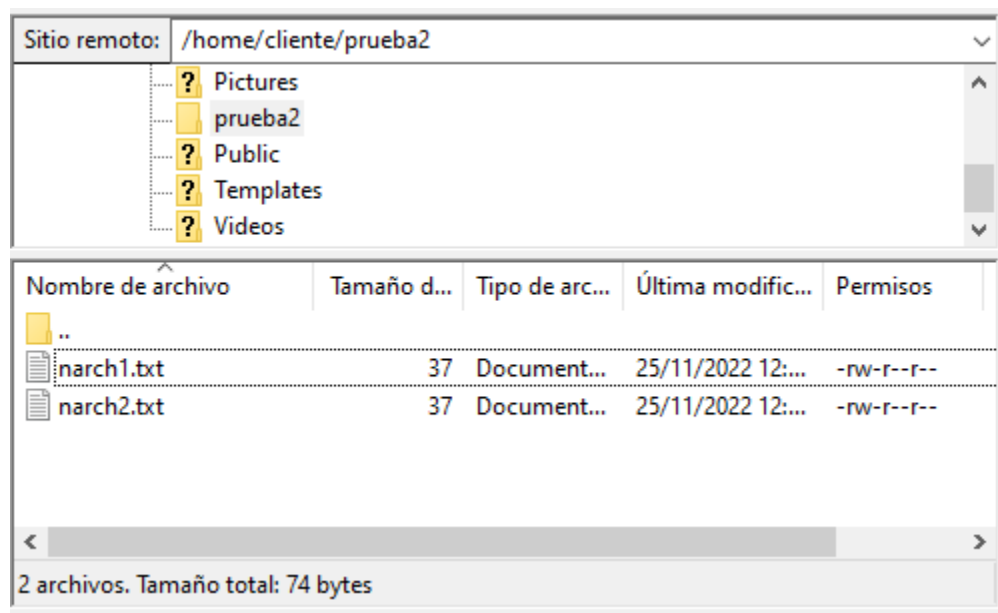 Sitio remoto: /home/cliente/prueba2
? Pictures
prueba2
? Public
? Templates
? Videos
Nombre de archivo Tamaño d... Tipo de arc... Última modific... Permisos
..
narch1.txt 37 Document... 25/11/2022 12:... -rw-r--r--
narch2.txt 37 Document... 25/11/2022 12:... -rw-r--r--
2 archivos. Tamaño total: 74 bytes